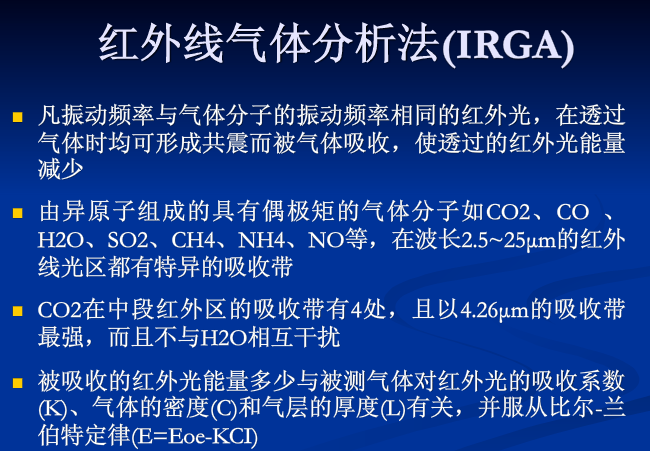 红外线气体分析法(IRGA)
凡振动频率与气体分子的振动频率相同的红外光，在透过
气体时均可形成共震而被气体吸收，使透过的红外光能量
减少
由异原子组成的具有偶极矩的气体分子如CO2、CO 、
H2O、SO2、CH4、NH4、NO等，在波长2.5~25μm的红外
线光区都有特异的吸收带
CO2在中段红外区的吸收带有4处，且以4.26μm的吸收带
最强，而且不与H2O相互干扰
被吸收的红外光能量多少与被测气体对红外光的吸收系数
(K)、气体的密度(C)和气层的厚度(L)有关，并服从比尔-兰
伯特定律(E=Eoe-KCl)